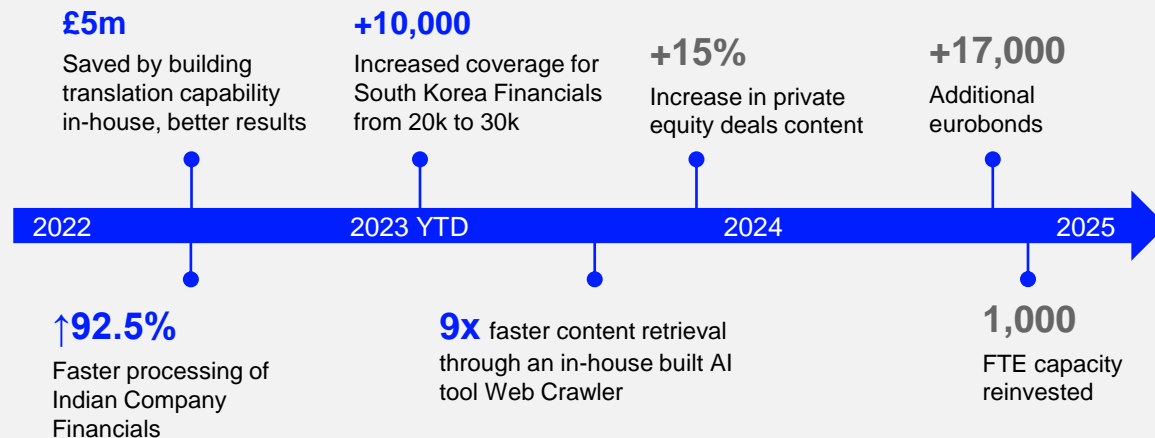 £5m
Saved by building
translation capability
in-house, better results
+10,000
Increased coverage for
South Korea Financials
from 20k to 30k
+15%
Increase in private
equity deals content
+17,000
Additional
eurobonds
2022
2023 YTD
2024
2025
↑92.5%
Faster processing of
Indian Company
Financials
9x faster content retrieval
through an in-house built AI
tool Web Crawler
1,000
FTE capacity
reinvested